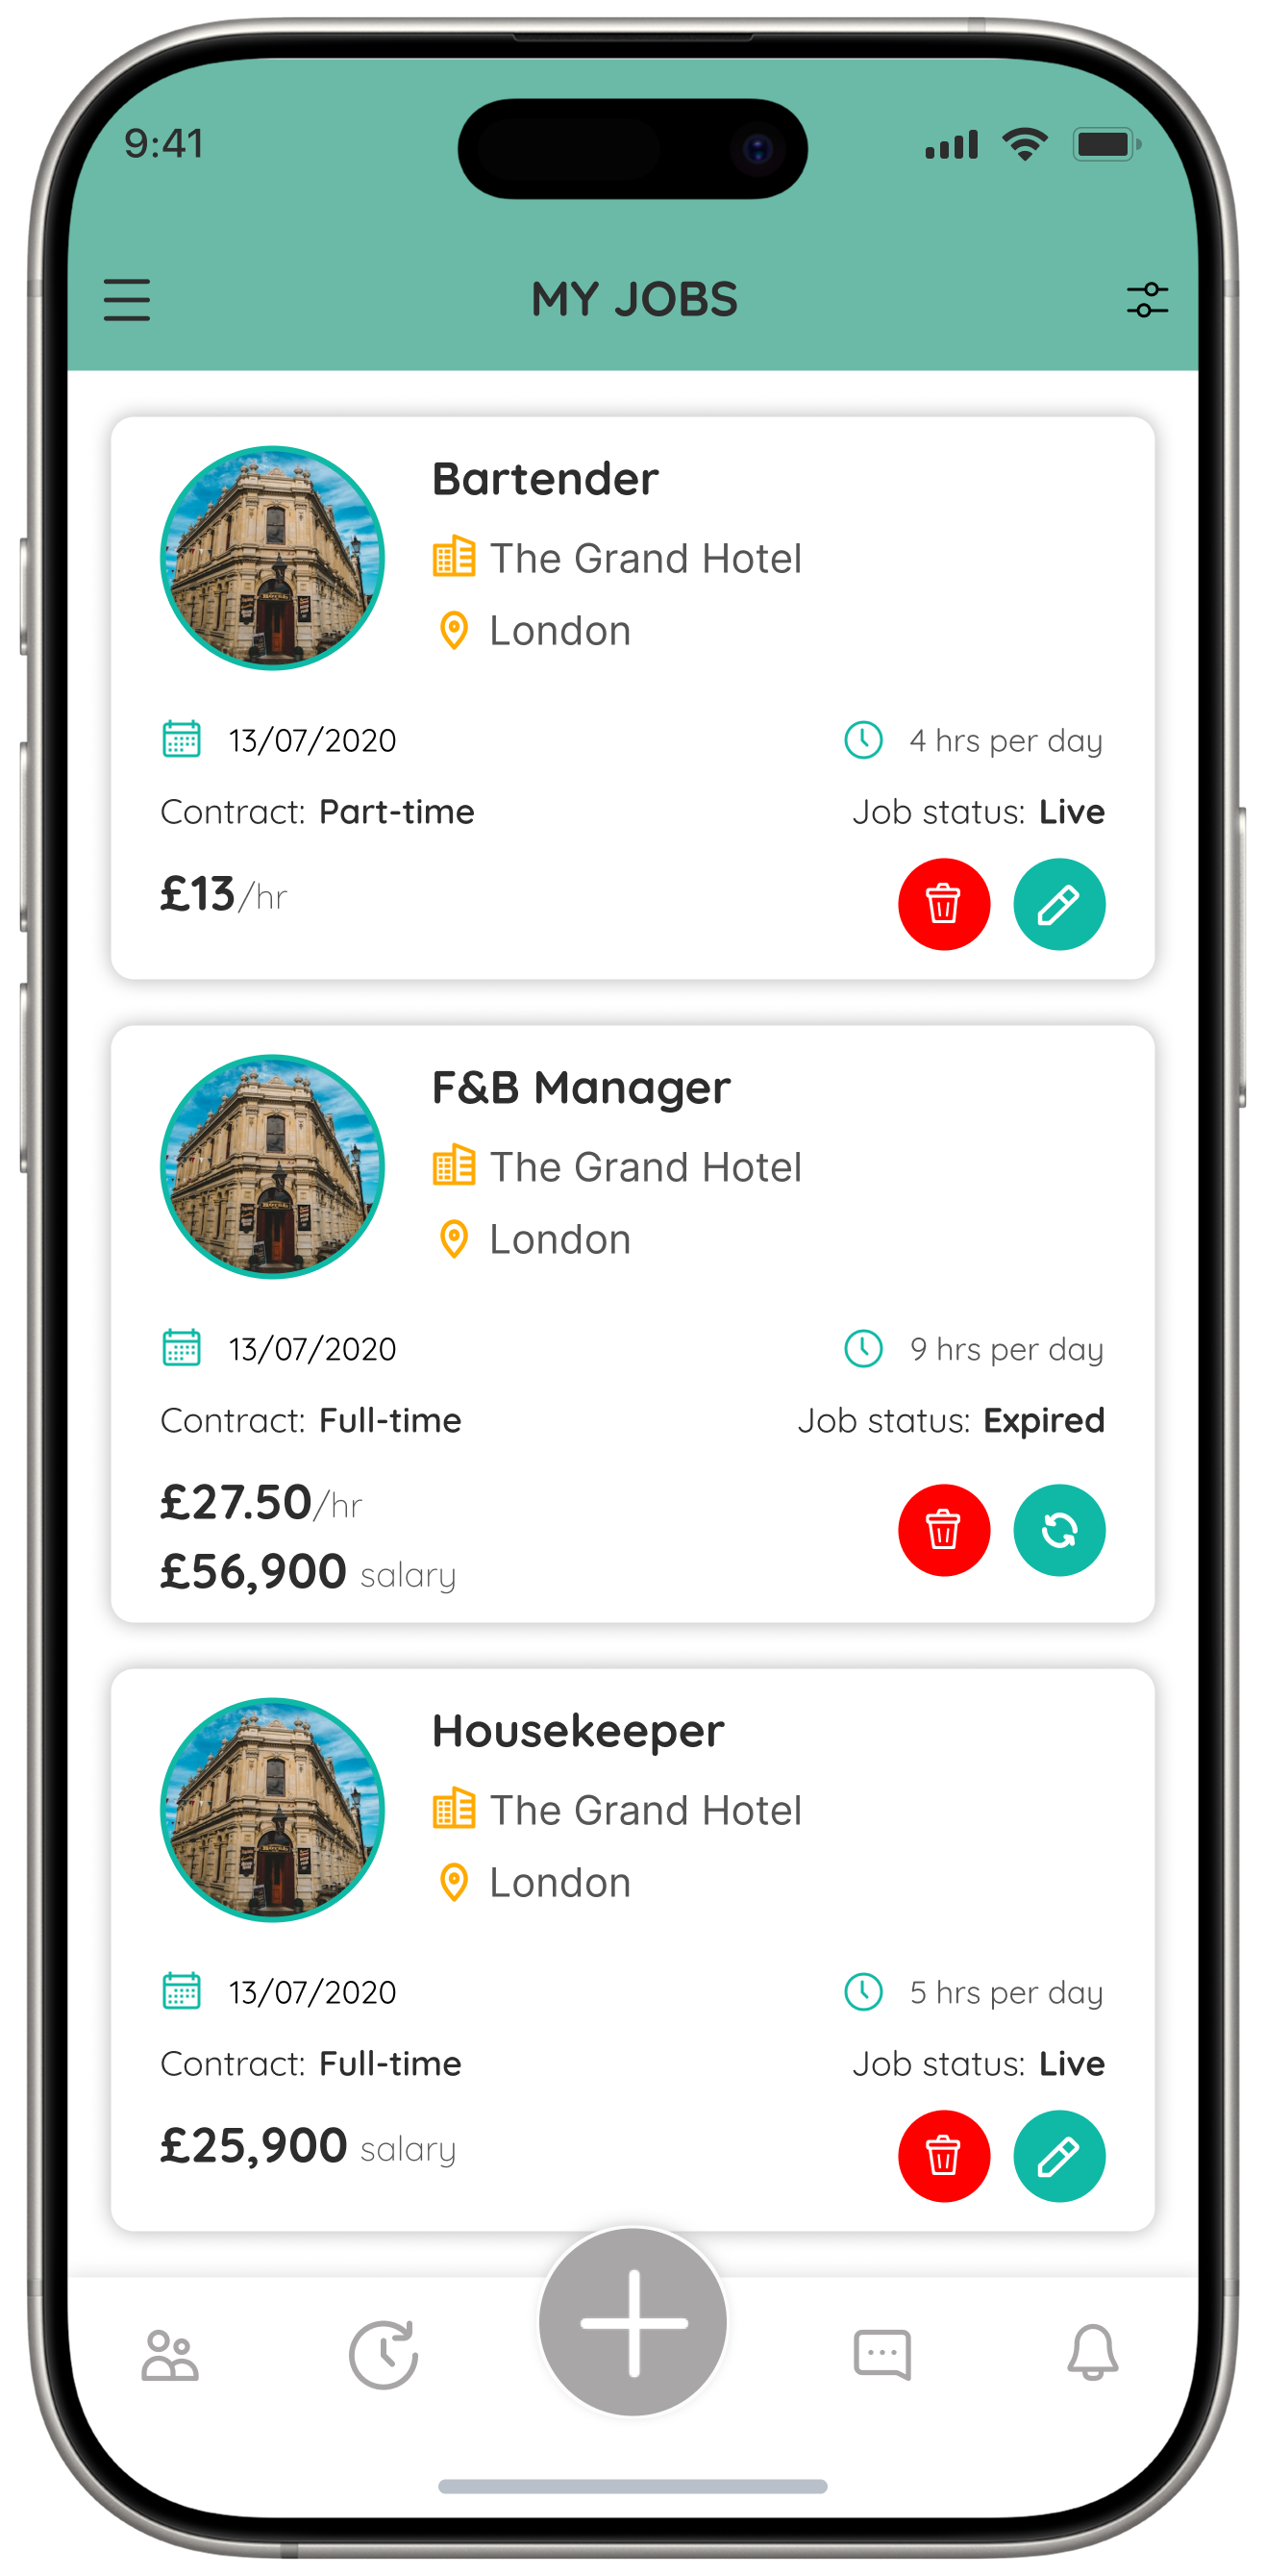 9:41
MY JOBS
Bartender
The Grand Hotel
London
13/07/2020 4 hrs per day
Contract: Part-time Job status: Live
£13/hr
F&B Manager
The Grand Hotel
London
13/07/2020 9 hrs per day
Contract: Full-time Job status: Expired
£27.50/hr
£56,900 salary
Housekeeper
The Grand Hotel
London
13/07/2020 5 hrs per day
Contract: Full-time Job status: Live
£25,900 salary